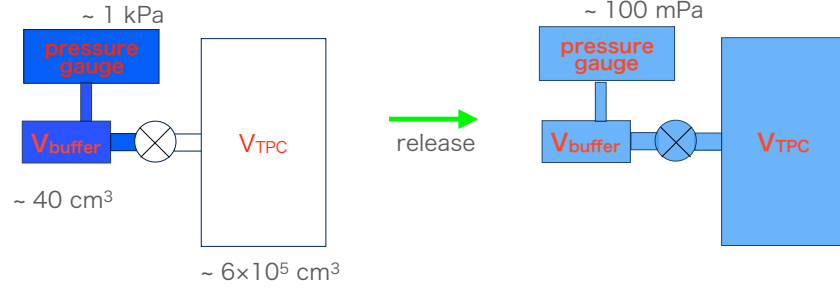 ~ 1 kPa
pressure
gauge
Vbuffer
VTPC
~ 40 cm³
~ 6×10⁵ cm³
release
~ 100 mPa
pressure
gauge
Vbuffer
VTPC